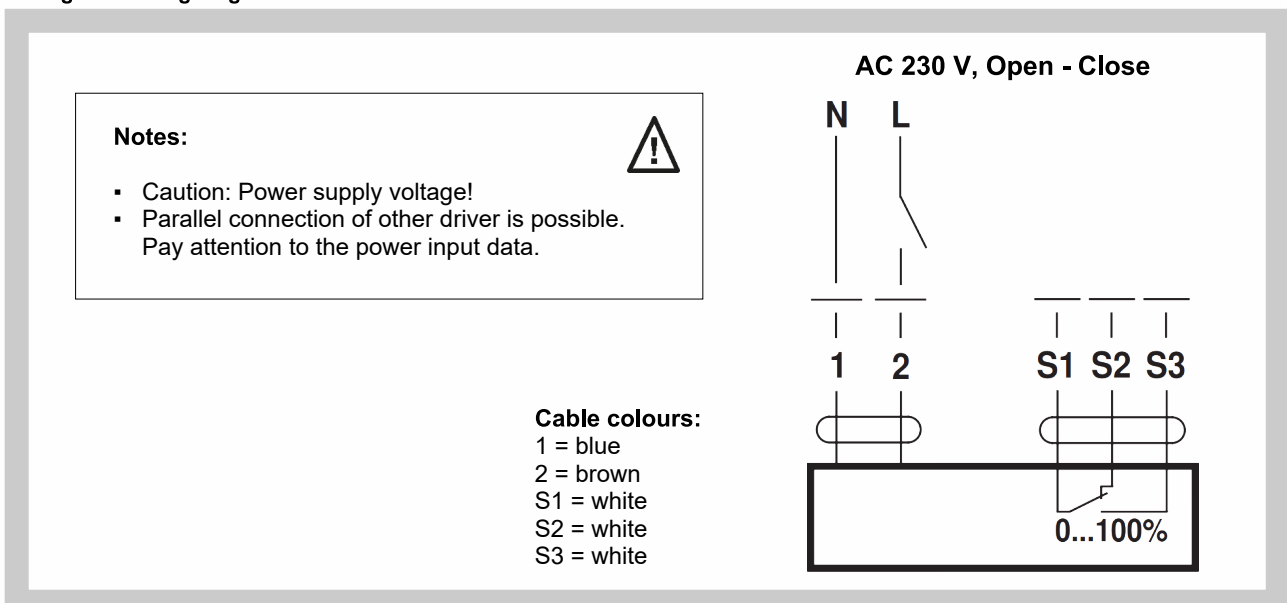 AC 230 V, Open - Close
Notes:
▪ Caution: Power supply voltage!
▪ Parallel connection of other driver is possible.
Pay attention to the power input data.
N L
1 2 S1 S2 S3
Cable colours:
1 = blue
2 = brown
S1 = white
S2 = white
S3 = white
0...100%